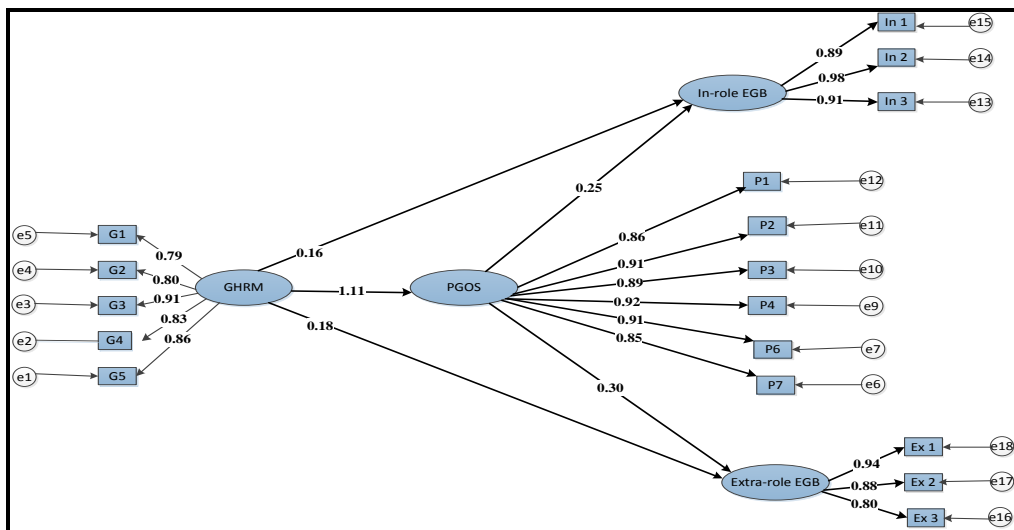 In 1
e15
0.89
In 2
e14
0.98
In-role EGB
0.91
In 3
e13
P1
e12
0.25
P2
e11
0.86
G1
e5
0.79
0.16
0.91
P3
e10
G2
e4
0.80
0.89
GHRM
1.11
PGOS
G3
e3
0.91
0.92
P4
e9
0.83
0.18
0.91
G4
e2
0.86
0.85
P6
e7
G5
e1
P7
e6
0.30
Ex 1
e18
0.94
Extra-role EGB
0.88
Ex 2
e17
0.80
Ex 3
e16